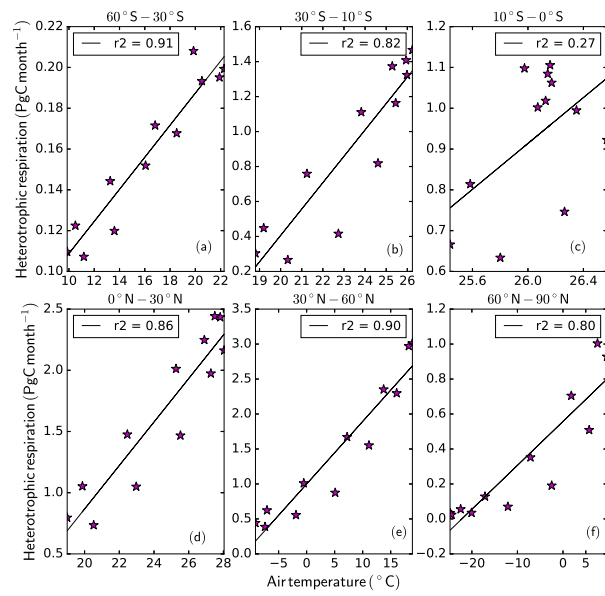 60°S−30°S
30°S−10°S
10°S−0°S
r2 = 0.91
r2 = 0.82
r2 = 0.27
Heterotrophic respiration (PgC month⁻¹)
0.22
0.20
0.18
0.16
0.14
0.12
0.10
1.6
1.4
1.2
1.0
0.8
0.6
0.4
0.2
1.2
1.1
1.0
0.9
0.8
0.7
0.6
(a)
(b)
(c)
10 12 14 16 18 20 22
19 20 21 22 23 24 25 26
25.6 26.0 26.4
0°N−30°N
30°N−60°N
60°N−90°N
r2 = 0.86
r2 = 0.90
r2 = 0.80
Heterotrophic respiration (PgC month⁻¹)
2.5
2.0
1.5
1.0
0.5
3.5
3.0
2.5
2.0
1.5
1.0
0.5
0.0
1.2
1.0
0.8
0.6
0.4
0.2
0.0
−0.2
(d)
(e)
(f)
20 22 24 26 28
−5 0 5 10 15
−20 −10 0 5
Air temperature (°C)